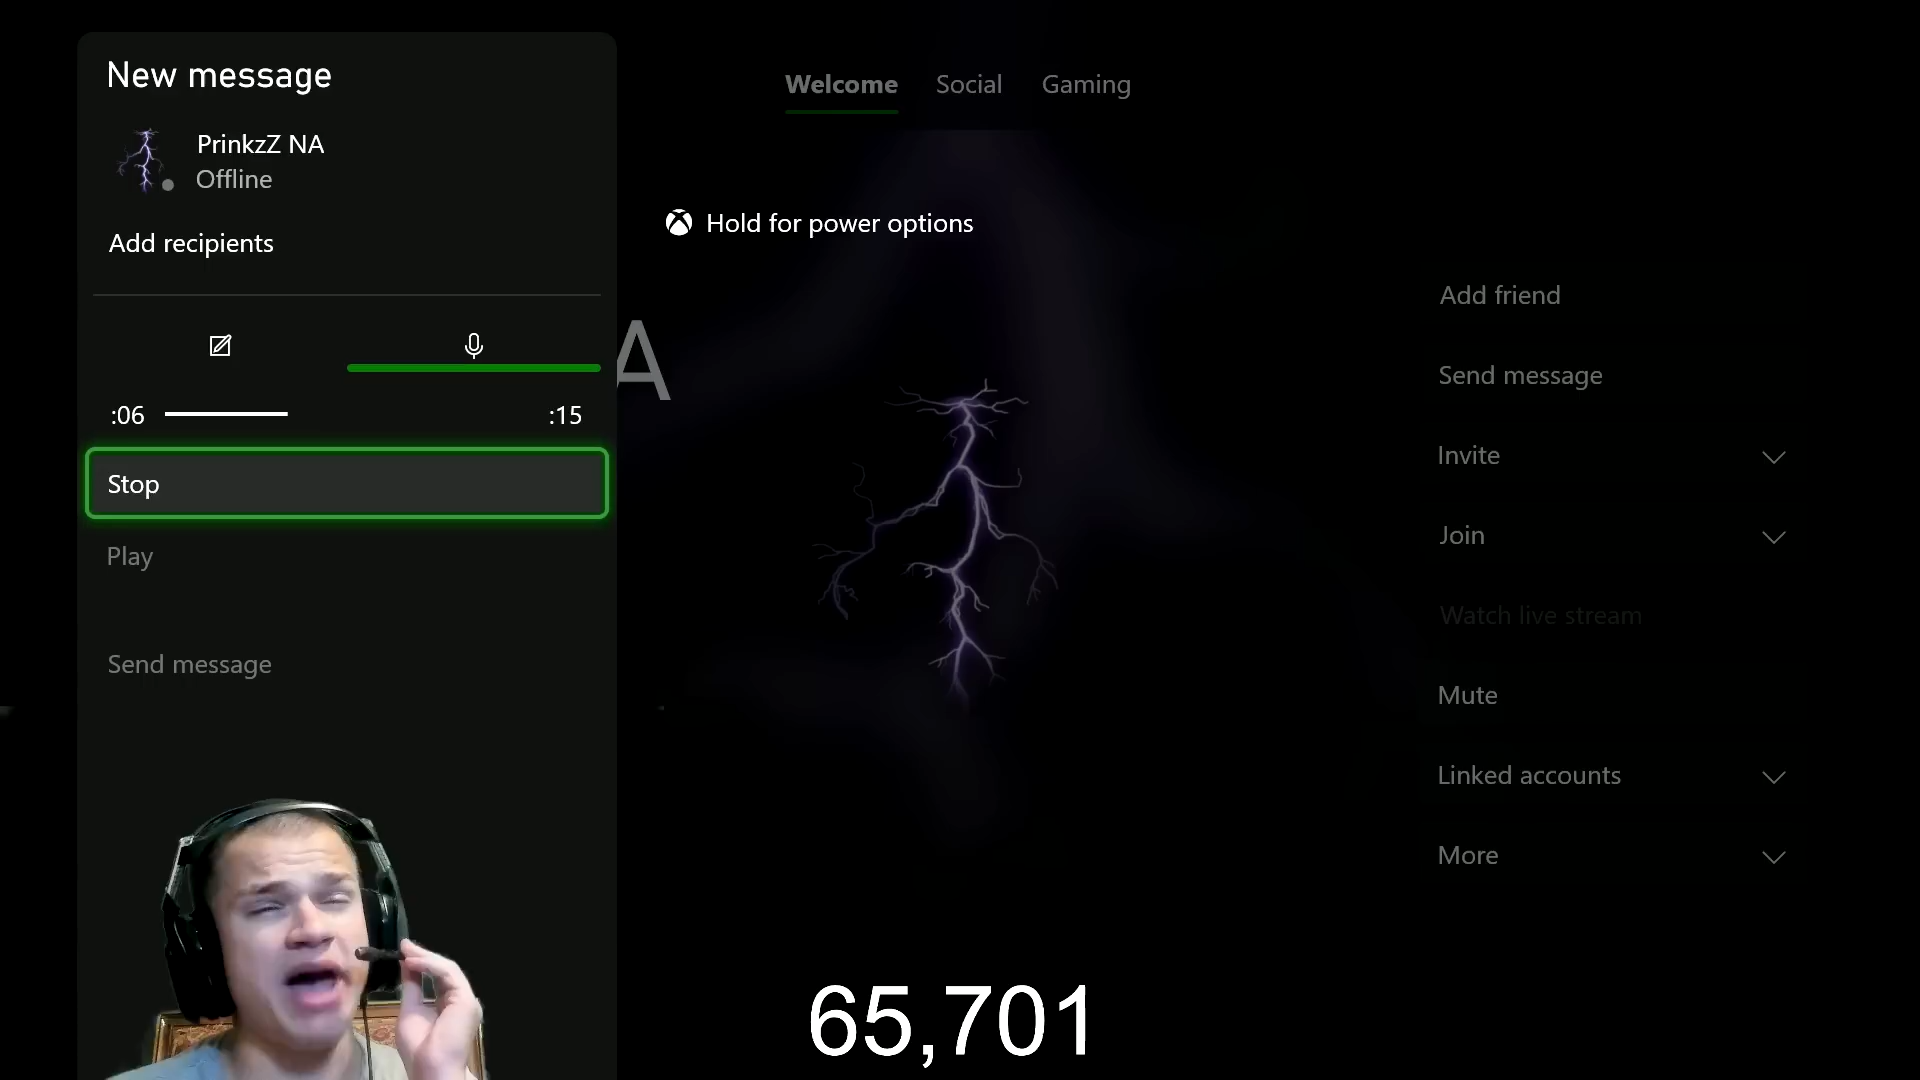 New message
PrinkzZ NA
Offline
Add recipients
:06 :15
Stop
Play
Send message
Welcome Social Gaming
Hold for power options
A
Add friend
Send message
Invite
Join
Watch live stream
Mute
Linked accounts
More
65,701